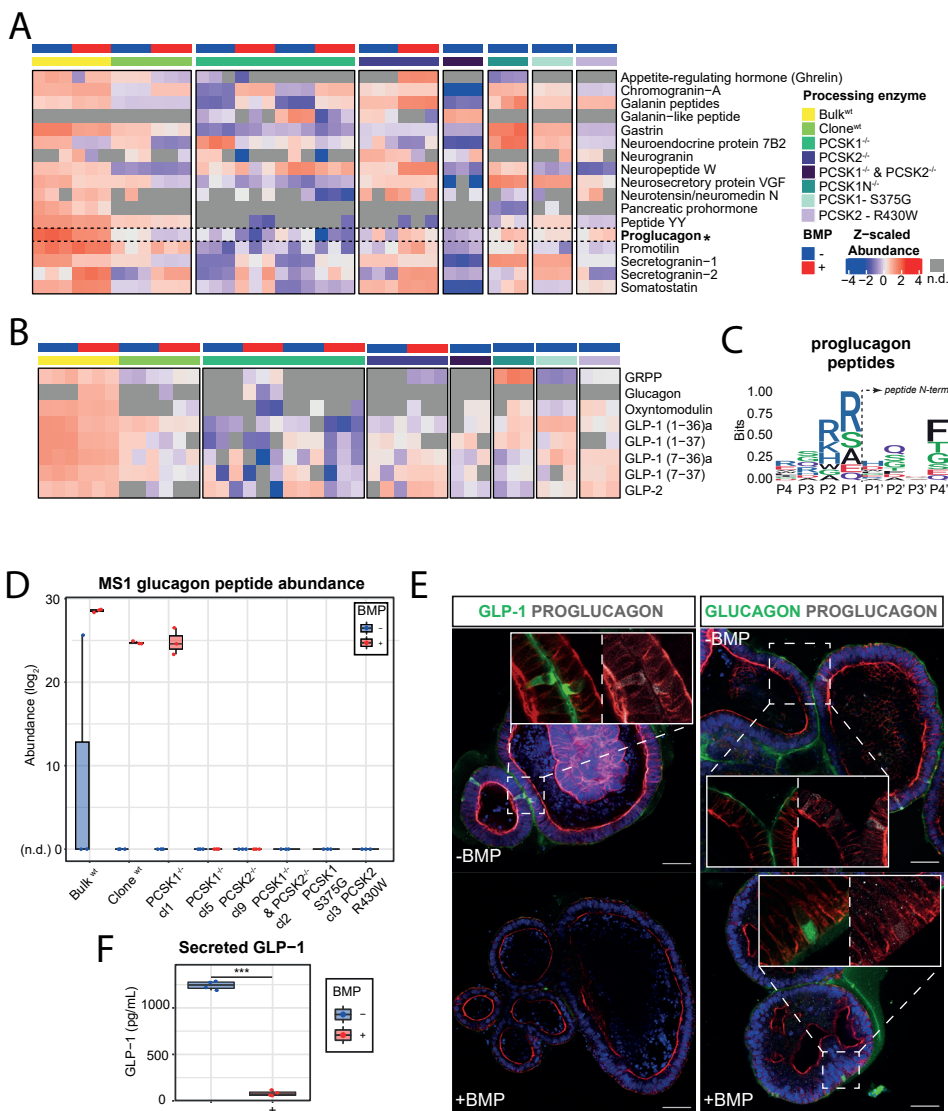 A
Appetite-regulating hormone (Ghrelin)
Chromogranin-A
Galanin peptides
Galanin-like peptide
Gastrin
Neuroendocrine protein 7B2
Neurogranin
Neuropeptide W
Neurosecretory protein VGF
Neurotensin/neuromedin N
Pancreatic prohormone
Peptide YY
Proglucagon *
Promotilin
Secretogranin-1
Secretogranin-2
Somatostatin
Processing enzyme
Bulk^wt
Clone^wt
PCSK1^-/-
PCSK2^-/-
PCSK1^-/- & PCSK2^-/-
PCSK1N^-/-
PCSK1- S375G
PCSK2 - R430W
BMP
-
+
Z-scaled
Abundance
−4 −2 0 2 4
n.d.
B
GRPP
Glucagon
Oxyntomodulin
GLP-1 (1-36)a
GLP-1 (1-37)
GLP-1 (7-36)a
GLP-1 (7-37)
GLP-2
C
proglucagon
peptides
peptide N-term
Bits
1.00
0.75
0.50
0.25
0.00
P4 P3 P2 P1 P1' P2' P3' P4'
D
MS1 glucagon peptide abundance
Abundance (log2)
30
20
10
(n.d.) 0
BMP
−
+
Bulk wt
Clone wt
PCSK1-/-
cl1
PCSK1-/-
cl5
PCSK2-/-
cl9
PCSK1-/-
& PCSK2-/-
cl2
PCSK1
S375G
cl3
PCSK2
R430W
E
GLP-1 PROGLUCAGON
GLUCAGON PROGLUCAGON
-BMP
-BMP
+BMP
+BMP
F
Secreted GLP−1
***
GLP−1 (pg/mL)
1000
500
0
+
BMP
−
+